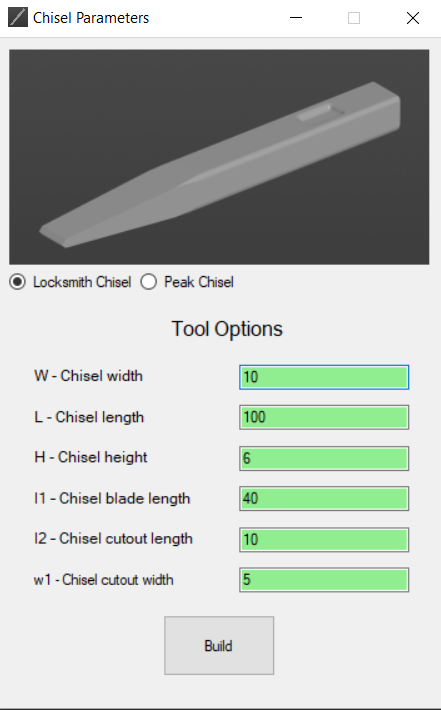 Chisel Parameters
Locksmith Chisel Peak Chisel
Tool Options
W - Chisel width 10
L - Chisel length 100
H - Chisel height 6
l1 - Chisel blade length 40
l2 - Chisel cutout length 10
w1 - Chisel cutout width 5
Build